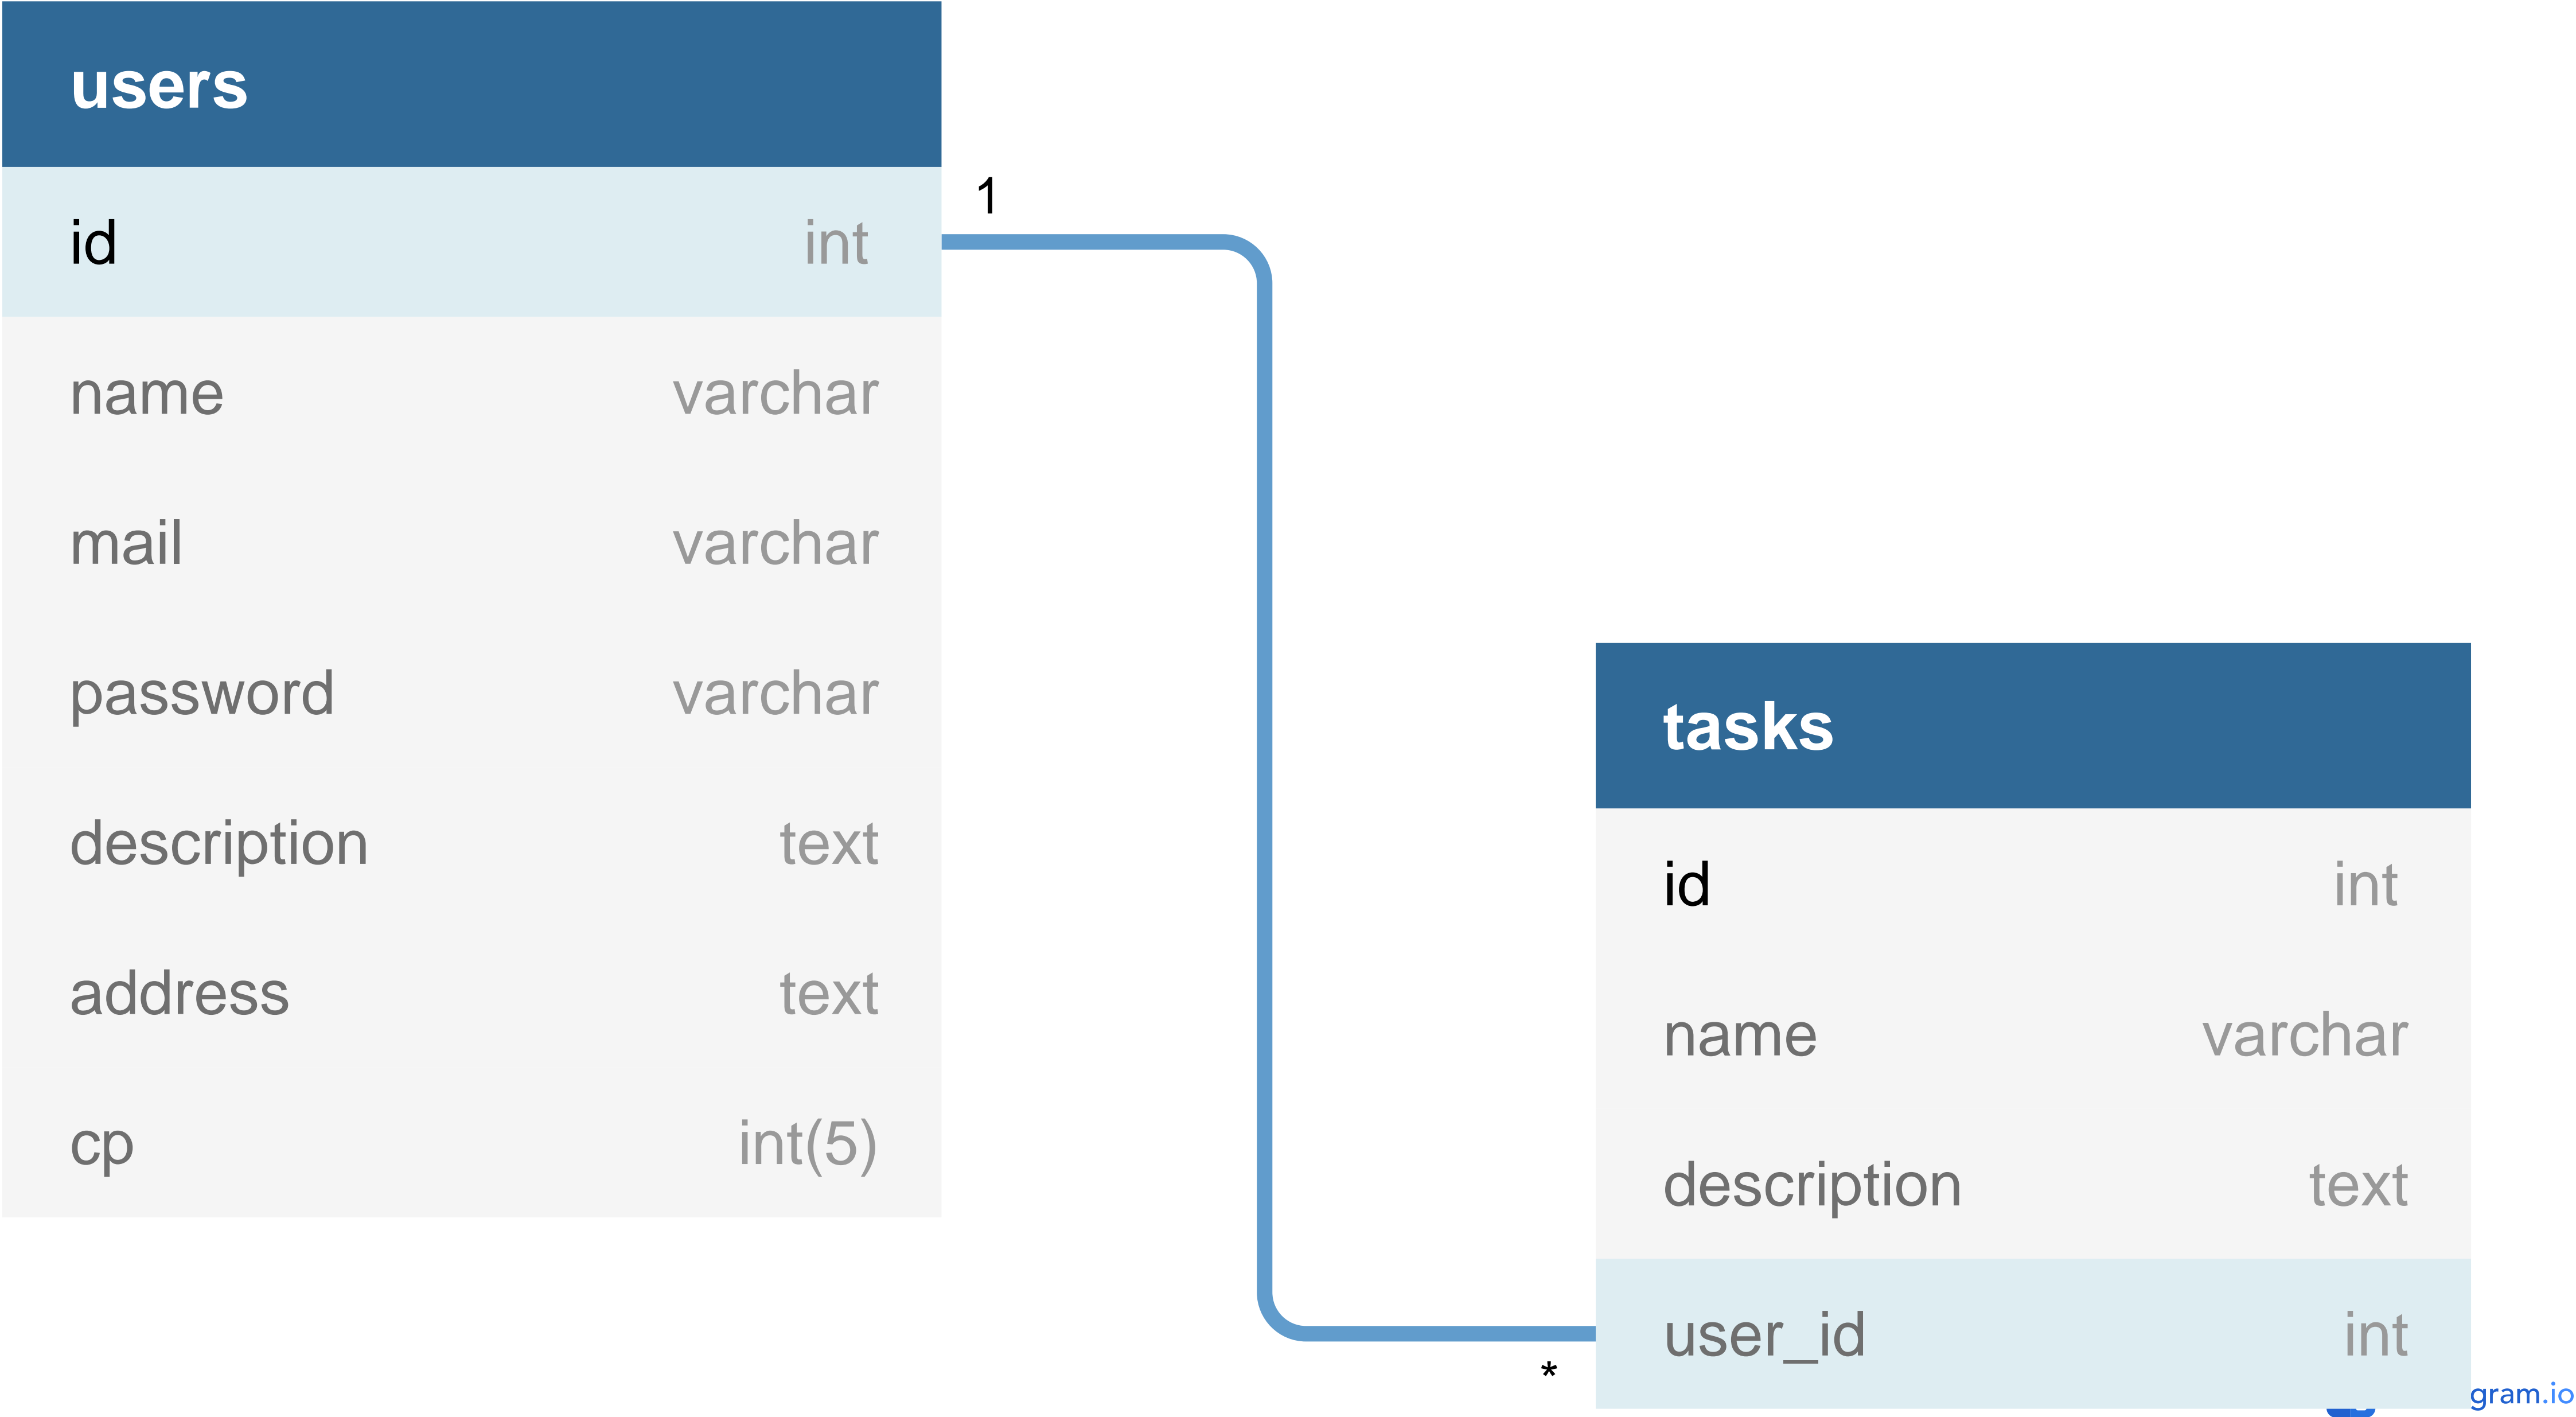 users
id int
name varchar
mail varchar
password varchar
description text
address text
cp int(5)
1
*
tasks
id int
name varchar
description text
user_id int
gram.io